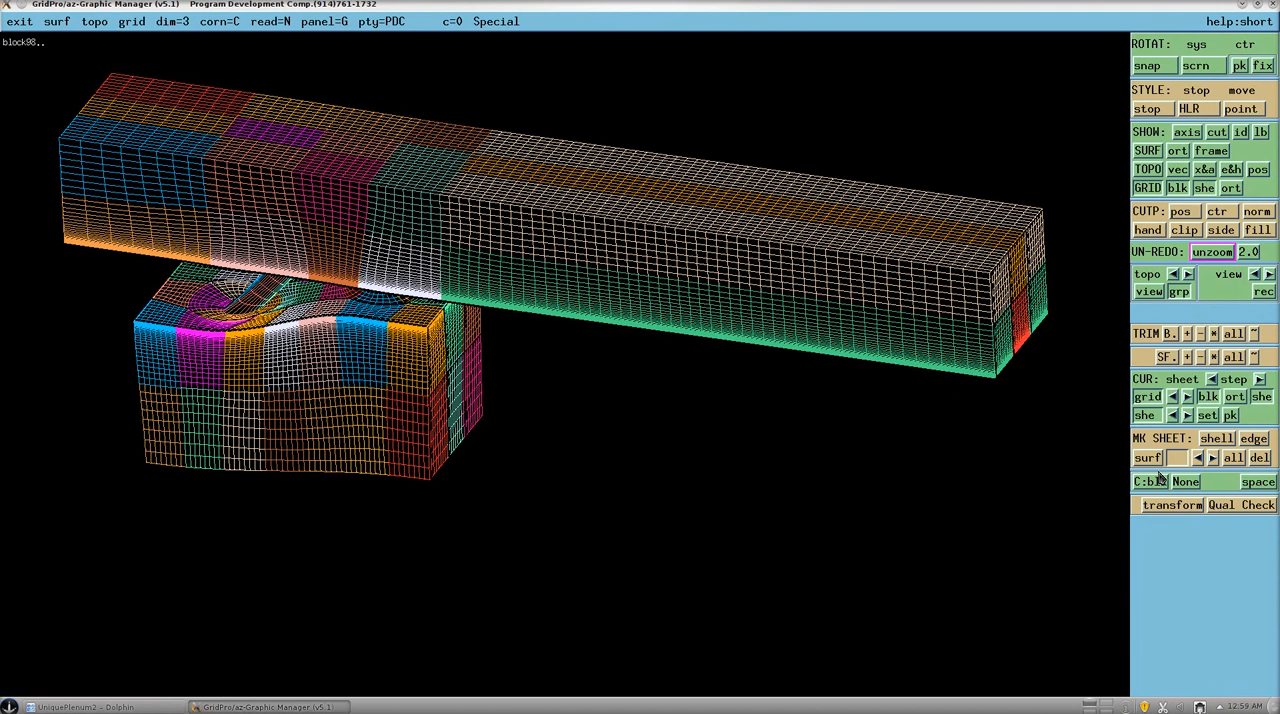 GridPro/az-Graphic Manager (v5.1) Program Development Comp.(914)761-1732
exit surf topo grid dim=3 corn=C read=N panel=G pty=PDC c=0 Special help:short
block98..
ROTAT: sys ctr
snap scrn pk fix
STYLE: stop move
stop HLR point
SHOW: axis cut id lb
SURF ort frame
TOPO vec x&a e&h pos
GRID blk she ort
CUTP: pos ctr norm
hand clip side fill
UN-REDO: unzoom 2.0
topo view
view grp rec
TRIM B. + - * all ~
SF. + - * all ~
CUR: sheet step
grid blk ort she
she set pk
MK SHEET: shell edge
surf all del
None space
transform Qual Check
UniquePlenum2 – Dolphin GridPro/az-Graphic Manager (v5.1) 12:59 AM